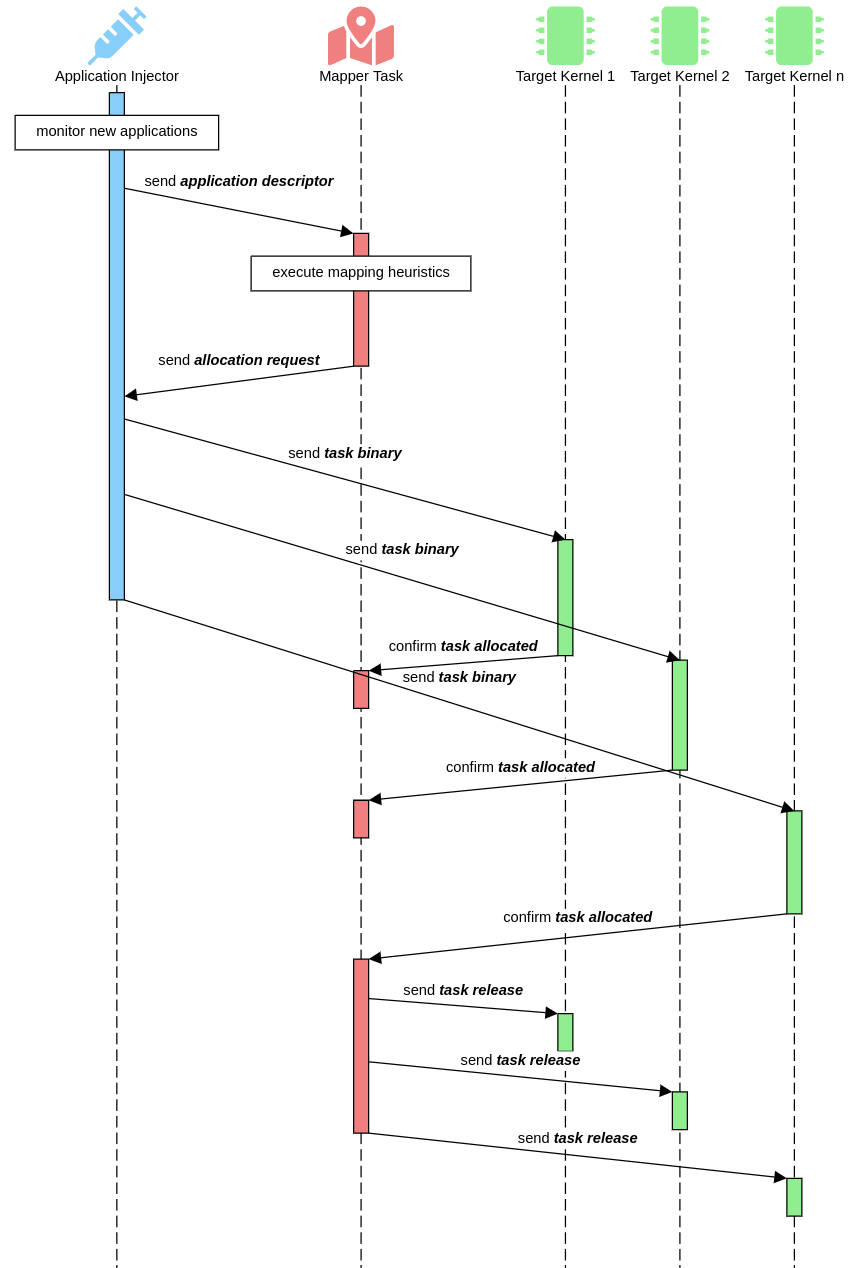 Application Injector
Mapper Task
Target Kernel 1
Target Kernel 2
Target Kernel n
monitor new applications
send application descriptor
execute mapping heuristics
send allocation request
send task binary
send task binary
confirm task allocated
send task binary
confirm task allocated
confirm task allocated
send task release
send task release
send task release